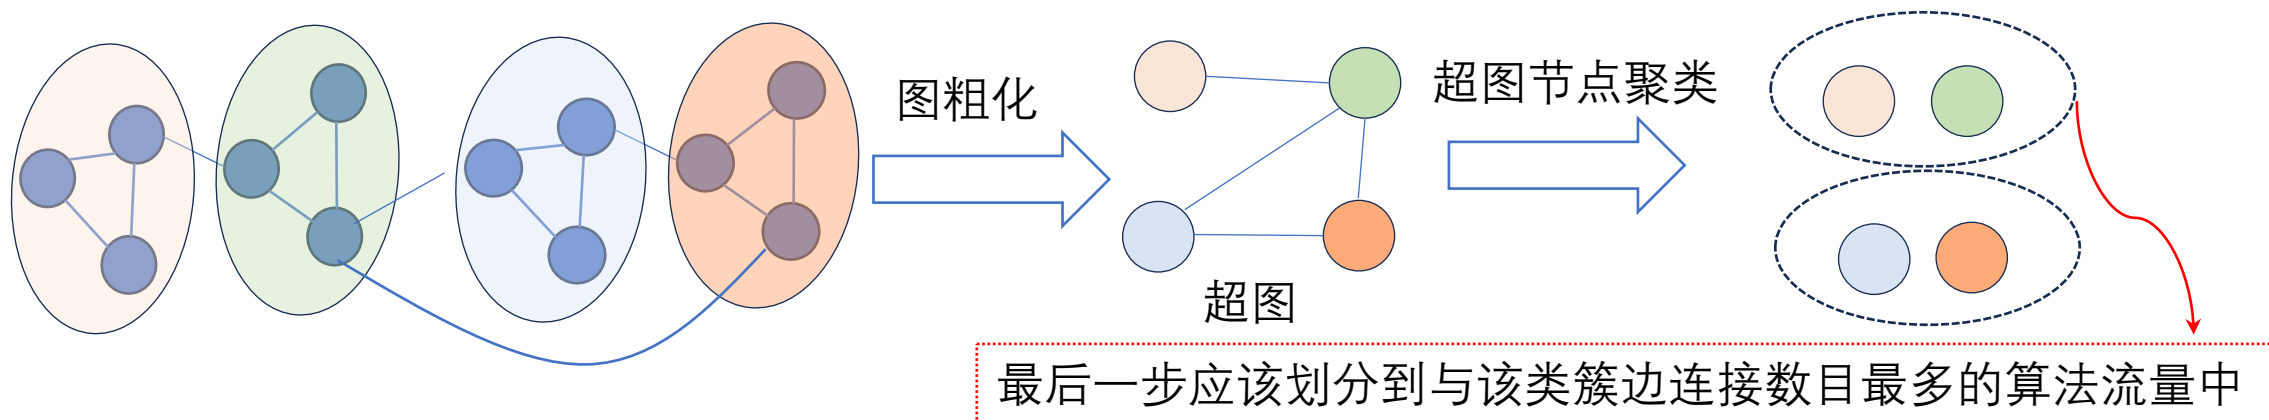 图粗化
超图节点聚类
超图
最后一步应该划分到与该类簇边连接数目最多的算法流量中